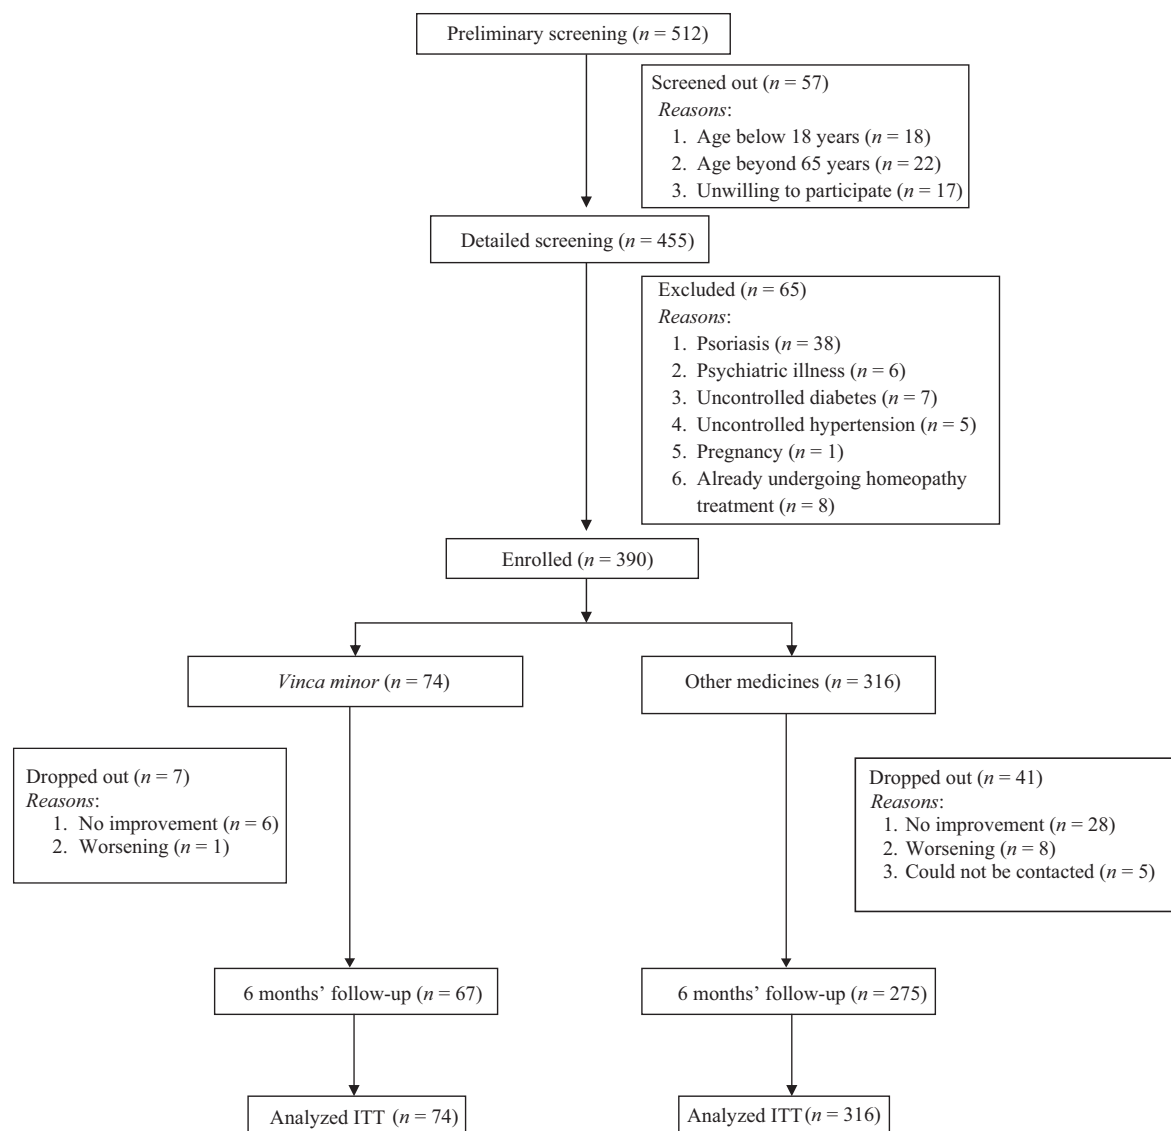 Preliminary screening (n = 512)
Screened out (n = 57)
Reasons:
1. Age below 18 years (n = 18)
2. Age beyond 65 years (n = 22)
3. Unwilling to participate (n = 17)
Detailed screening (n = 455)
Excluded (n = 65)
Reasons:
1. Psoriasis (n = 38)
2. Psychiatric illness (n = 6)
3. Uncontrolled diabetes (n = 7)
4. Uncontrolled hypertension (n = 5)
5. Pregnancy (n = 1)
6. Already undergoing homeopathy
treatment (n = 8)
Enrolled (n = 390)
Vinca minor (n = 74)
Other medicines (n = 316)
Dropped out (n = 7)
Reasons:
1. No improvement (n = 6)
2. Worsening (n = 1)
Dropped out (n = 41)
Reasons:
1. No improvement (n = 28)
2. Worsening (n = 8)
3. Could not be contacted (n = 5)
6 months’ follow-up (n = 67)
6 months’ follow-up (n = 275)
Analyzed ITT (n = 74)
Analyzed ITT (n = 316)